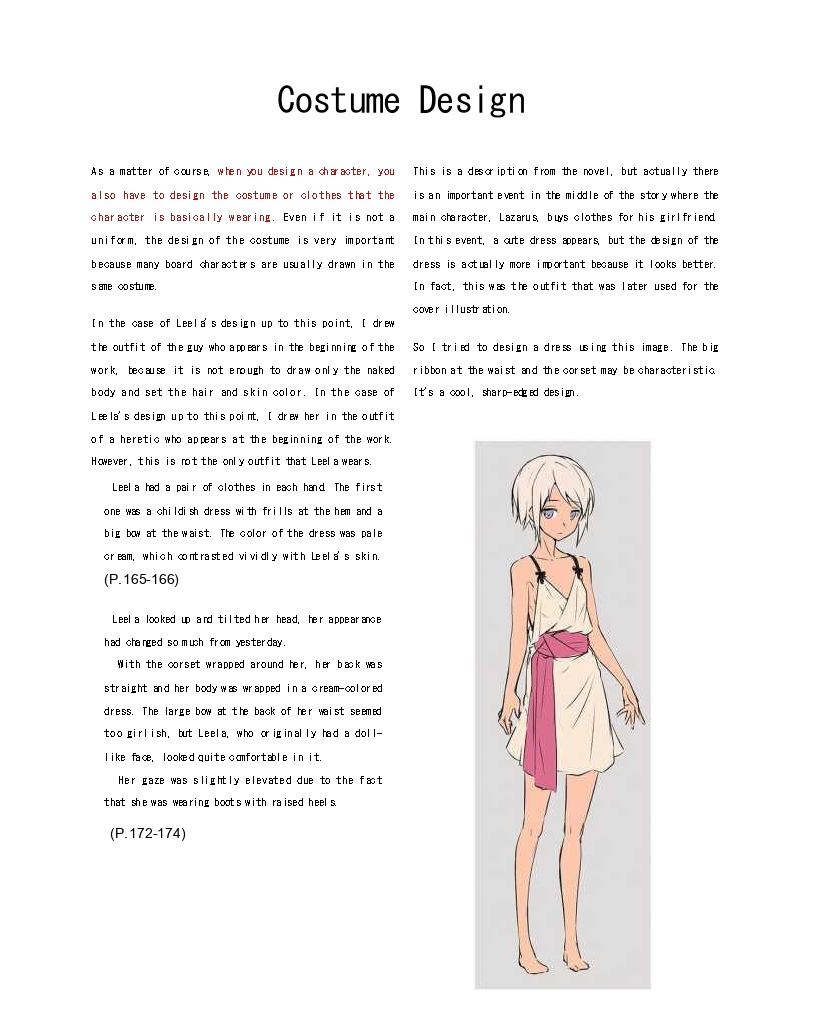 Costume Design
As a matter of course, when you design a character, you
also have to design the costume or clothes that the
character is basically wearing. Even if it is not a
uniform, the design of the costume is very important
because many board characters are usually drawn in the
same costume.
In the case of Leela's design up to this point, I drew
the outfit of the guy who appears in the beginning of the
work, because it is not enough to draw only the naked
body and set the hair and skin color. In the case of
Leela's design up to this point, I drew her in the outfit
of a heretic who appears at the beginning of the work.
However, this is not the only outfit that Leela wears.
Leela had a pair of clothes in each hand. The first
one was a childish dress with frills at the hem and a
big bow at the waist. The color of the dress was pale
cream, which contrasted vividly with Leela's skin.
(P.165-166)
Leela looked up and tilted her head, her appearance
had changed so much from yesterday.
With the corset wrapped around her, her back was
straight and her body was wrapped in a cream-colored
dress. The large bow at the back of her waist seemed
too girlish, but Leela, who originally had a doll-
like face, looked quite comfortable in it.
Her gaze was slightly elevated due to the fact
that she was wearing boots with raised heels.
(P.172-174)
This is a description from the novel, but actually there
is an important event in the middle of the story where the
main character, Lazarus, buys clothes for his girlfriend.
In this event, a cute dress appears, but the design of the
dress is actually more important because it looks better.
In fact, this was the outfit that was later used for the
cover illustration.
So I tried to design a dress using this image. The big
ribbon at the waist and the corset may be characteristic.
It's a cool, sharp-edged design.